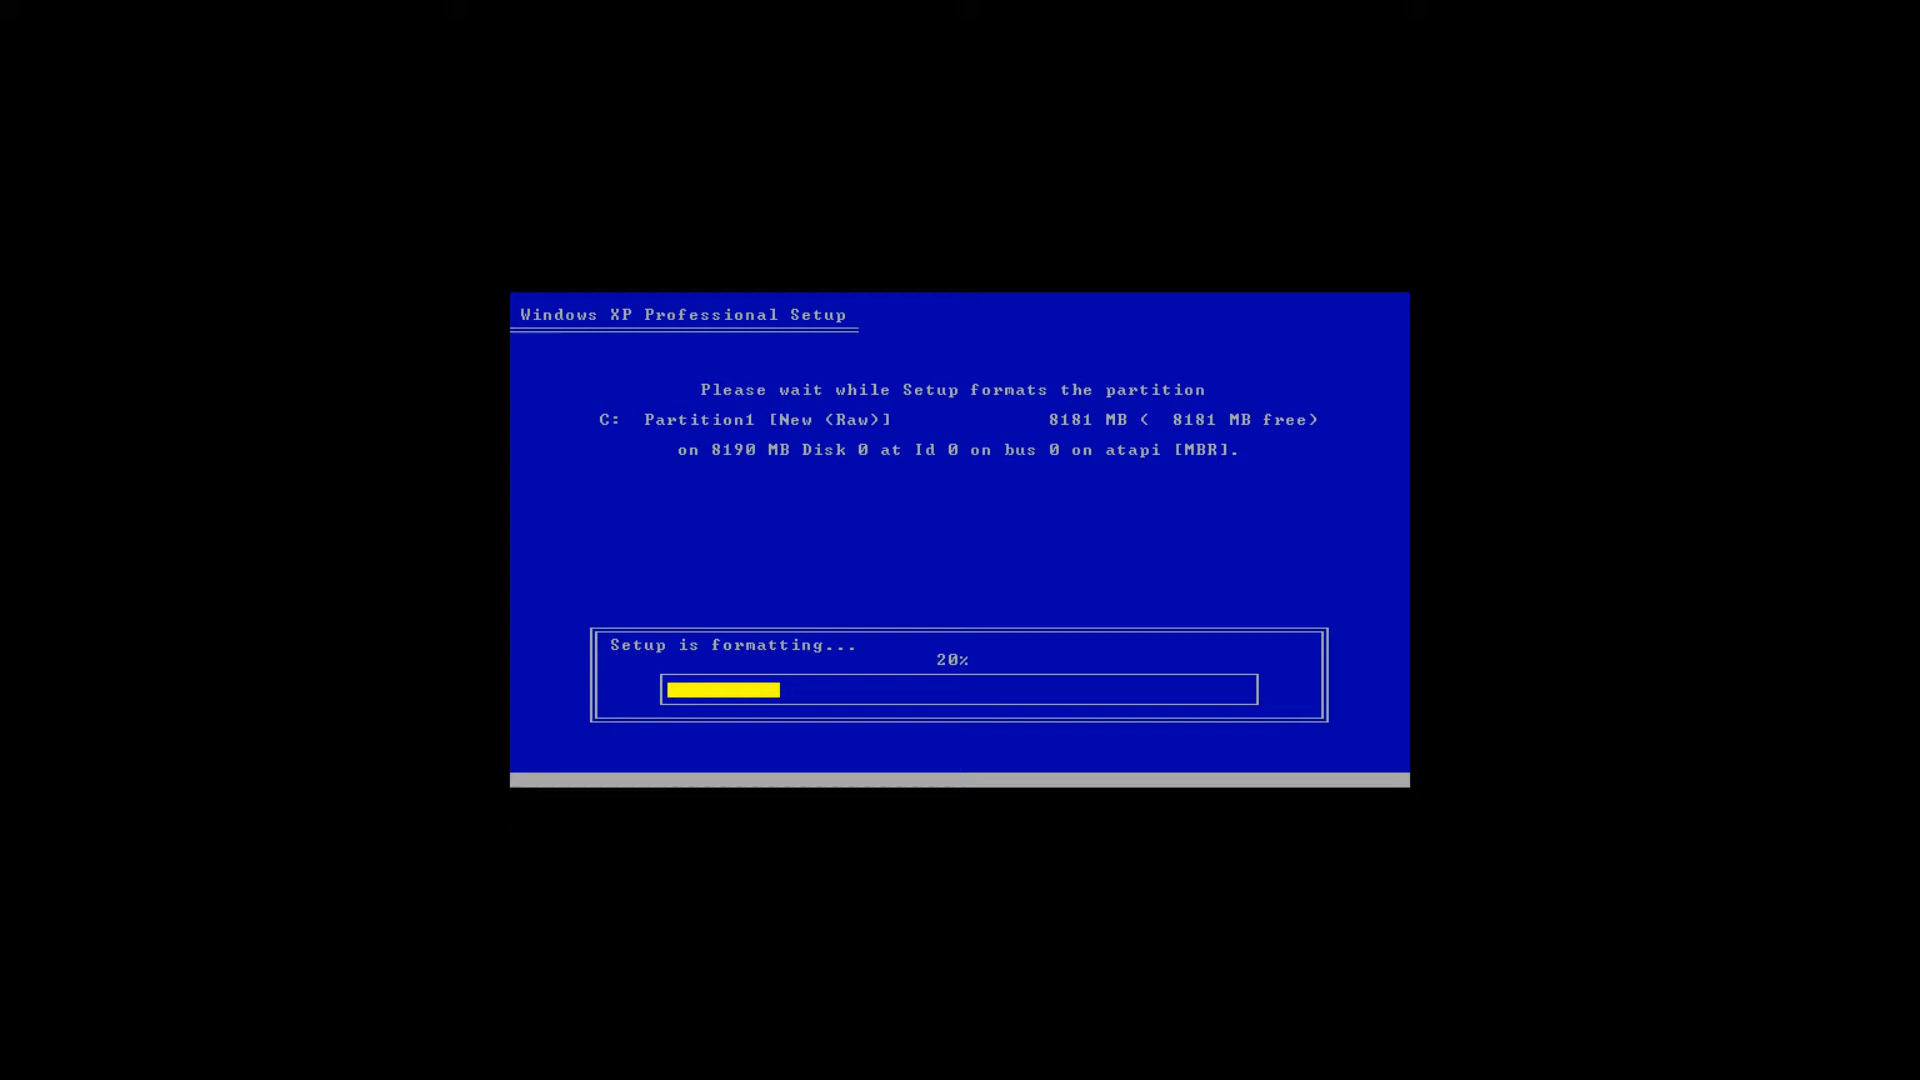 Windows XP Professional Setup
Please wait while Setup formats the partition
C:  Partition1 [New (Raw)]              8181 MB (  8181 MB free)
on 8190 MB Disk 0 at Id 0 on bus 0 on atapi [MBR].
Setup is formatting...
20%